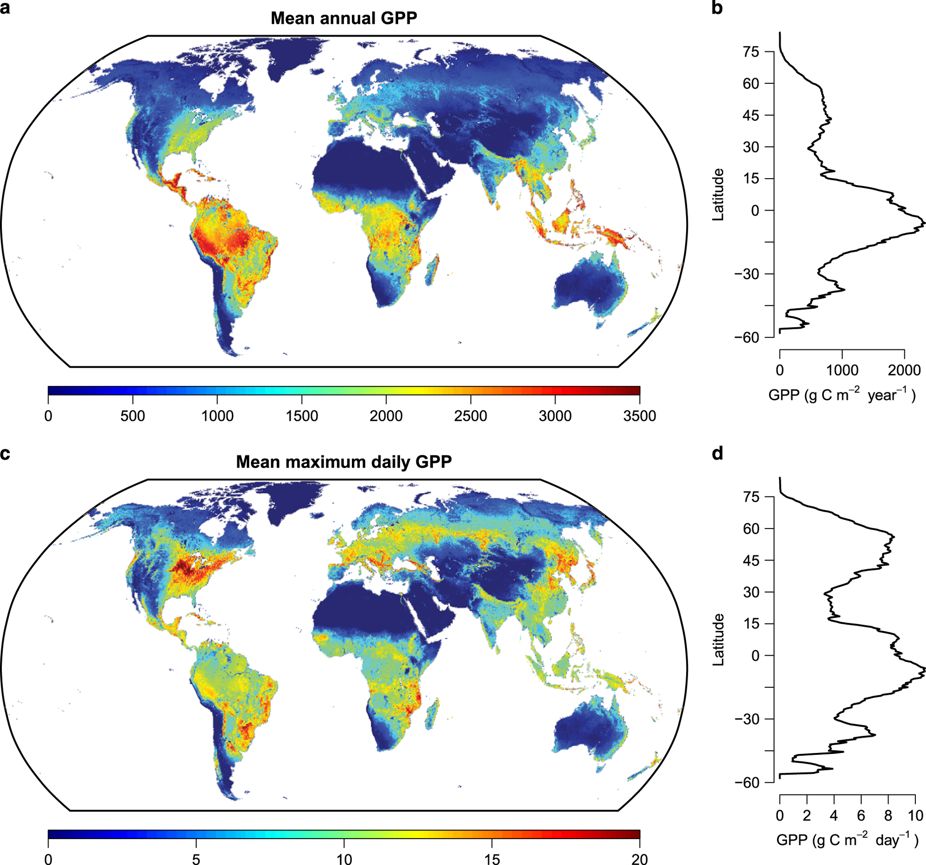 a
Mean annual GPP
0 500 1000 1500 2000 2500 3000 3500
b
75
60
45
30
15
0
−30
−60
Latitude
0 1000 2000
GPP (g C m−2 year−1)
c
Mean maximum daily GPP
0 5 10 15 20
d
75
60
45
30
15
0
−30
−60
Latitude
0 2 4 6 8 10
GPP (g C m−2 day−1)